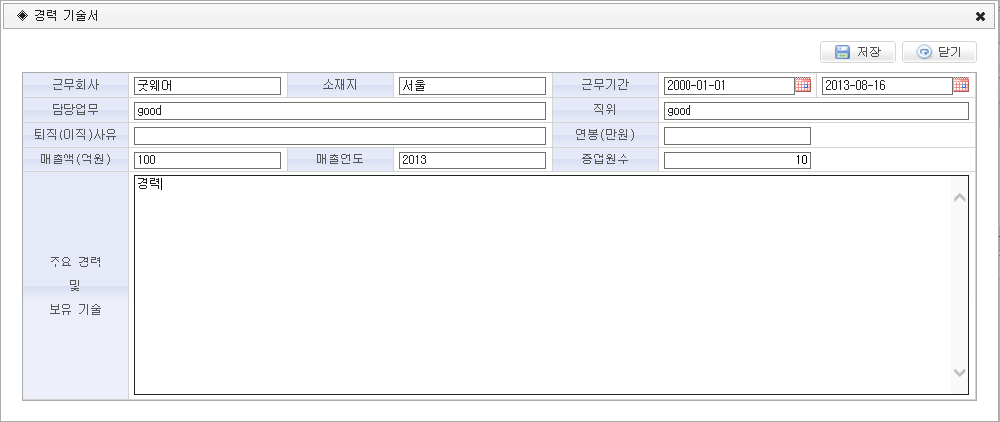 ◈ 경력 기술서
저장 닫기
근무회사 굿웨어 소재지 서울 근무기간 2000-01-01 2013-08-16
담당업무 good 직위 good
퇴직(이직)사유 연봉(만원)
매출액(억원) 100 매출연도 2013 종업원수 10
경력
주요 경력
및
보유 기술